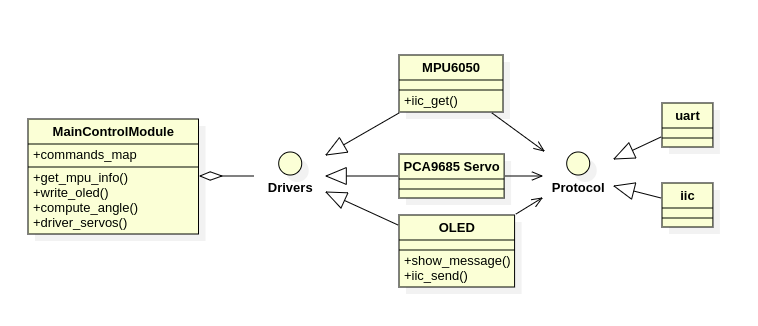 MainControlModule
+commands_map
+get_mpu_info()
+write_oled()
+compute_angle()
+driver_servos()
Drivers
MPU6050
+iic_get()
PCA9685 Servo
OLED
+show_message()
+iic_send()
Protocol
uart
iic